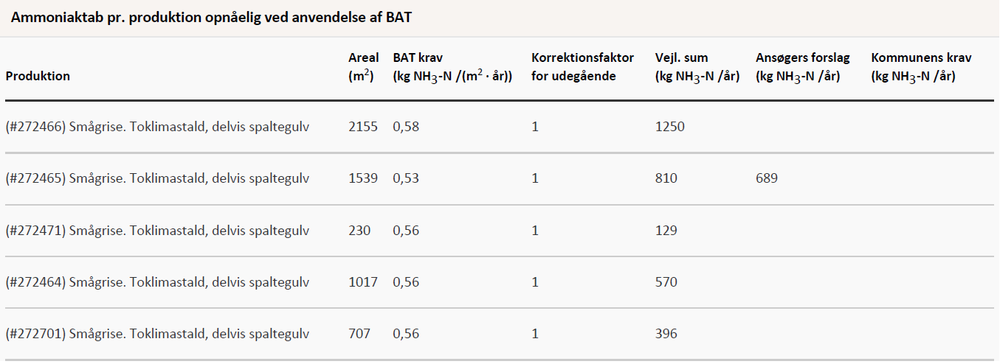 Ammoniaktab pr. produktion opnåelig ved anvendelse af BAT
Produktion Areal (m²) BAT krav (kg NH3-N /(m² · år)) Korrektionsfaktor for udegående Vejl. sum (kg NH3-N /år) Ansøgers forslag (kg NH3-N /år) Kommunens krav (kg NH3-N /år)
(#272466) Smågrise. Toklimastald, delvis spaltegulv 2155 0,58 1 1250
(#272465) Smågrise. Toklimastald, delvis spaltegulv 1539 0,53 1 810 689
(#272471) Smågrise. Toklimastald, delvis spaltegulv 230 0,56 1 129
(#272464) Smågrise. Toklimastald, delvis spaltegulv 1017 0,56 1 570
(#272701) Smågrise. Toklimastald, delvis spaltegulv 707 0,56 1 396